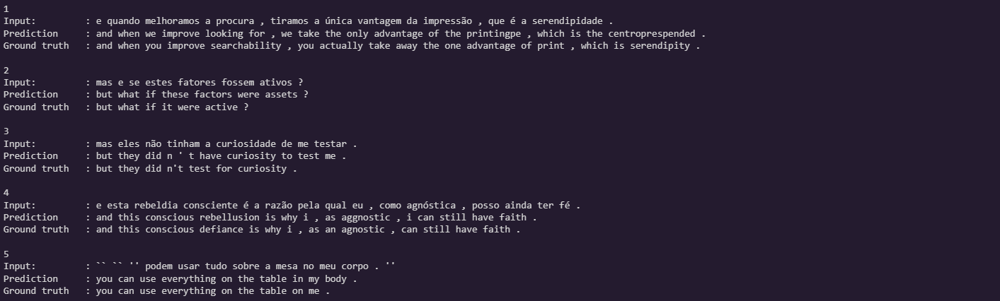 1
Input: : e quando melhoramos a procura , tiramos a única vantagem da impressão , que é a serendipidade .
Prediction : and when we improve looking for , we take the only advantage of the printingpe , which is the centroprespended .
Ground truth : and when you improve searchability , you actually take away the one advantage of print , which is serendipity .
2
Input: : mas e se estes fatores fossem ativos ?
Prediction : but what if these factors were assets ?
Ground truth : but what if it were active ?
3
Input: : mas eles não tinham a curiosidade de me testar .
Prediction : but they did n ' t have curiosity to test me .
Ground truth : but they did n't test for curiosity .
4
Input: : e esta rebeldia consciente é a razão pela qual eu , como agnóstica , posso ainda ter fé .
Prediction : and this conscious rebellusion is why i , as aggnostic , i can still have faith .
Ground truth : and this conscious defiance is why i , as an agnostic , can still have faith .
5
Input: : `` `` '' podem usar tudo sobre a mesa no meu corpo . ''
Prediction : you can use everything on the table in my body .
Ground truth : you can use everything on the table on me .